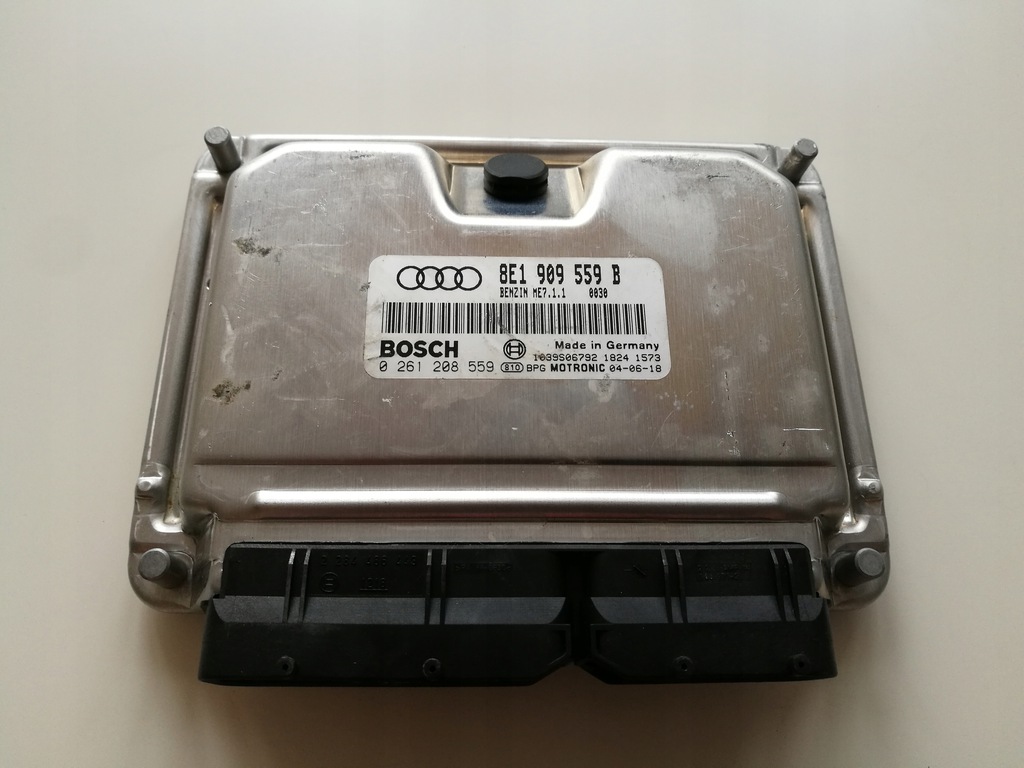 8E1 909 559 B
BENZIN ME7.1.1 0030
BOSCH
Made in Germany
1039S06792 1824 1573
0 261 208 559 810 BPG MOTRONIC 04-06-18